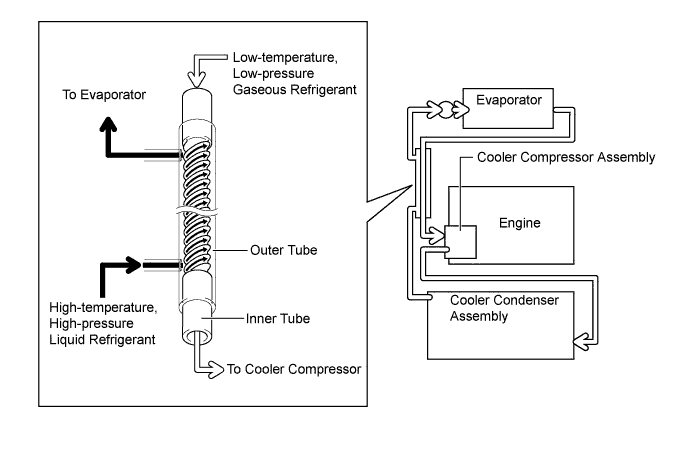 Low-temperature,
Low-pressure
Gaseous Refrigerant
To Evaporator
Outer Tube
High-temperature,
High-pressure
Liquid Refrigerant
Inner Tube
To Cooler Compressor
Evaporator
Cooler Compressor Assembly
Engine
Cooler Condenser
Assembly